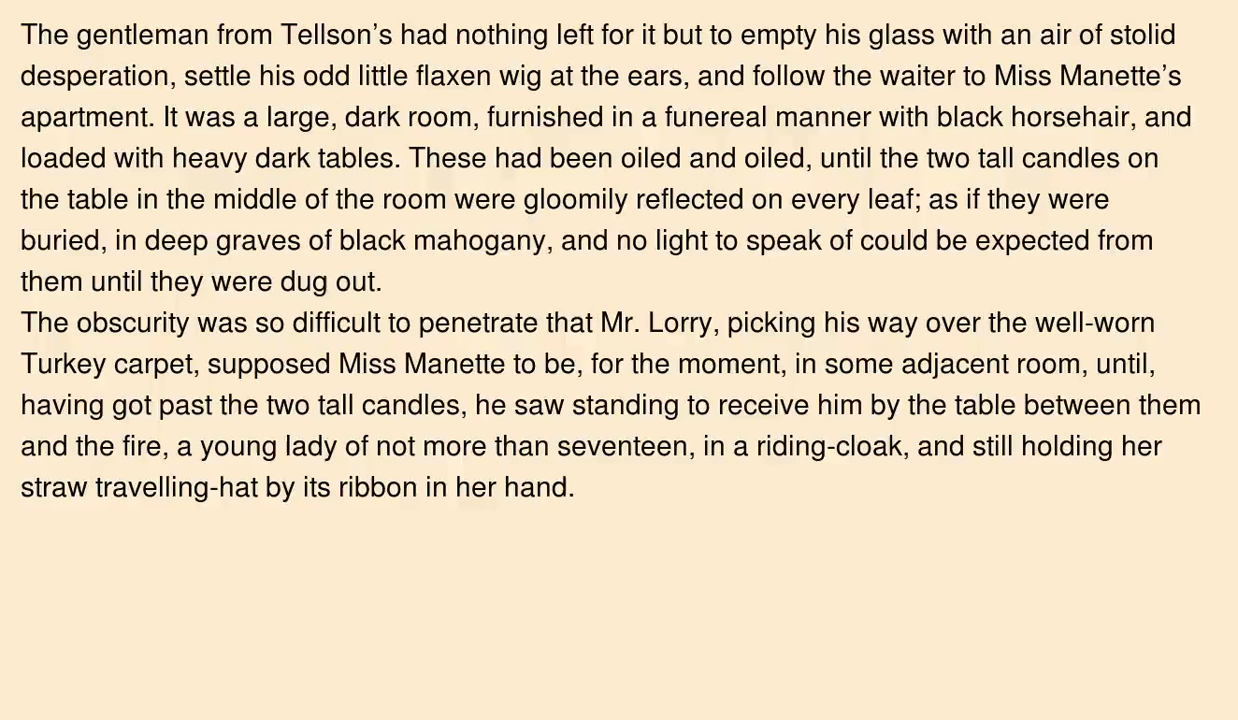 The gentleman from Tellson’s had nothing left for it but to empty his glass with an air of stolid
desperation, settle his odd little flaxen wig at the ears, and follow the waiter to Miss Manette’s
apartment. It was a large, dark room, furnished in a funereal manner with black horsehair, and
loaded with heavy dark tables. These had been oiled and oiled, until the two tall candles on
the table in the middle of the room were gloomily reflected on every leaf; as if they were
buried, in deep graves of black mahogany, and no light to speak of could be expected from
them until they were dug out.
The obscurity was so difficult to penetrate that Mr. Lorry, picking his way over the well-worn
Turkey carpet, supposed Miss Manette to be, for the moment, in some adjacent room, until,
having got past the two tall candles, he saw standing to receive him by the table between them
and the fire, a young lady of not more than seventeen, in a riding-cloak, and still holding her
straw travelling-hat by its ribbon in her hand.